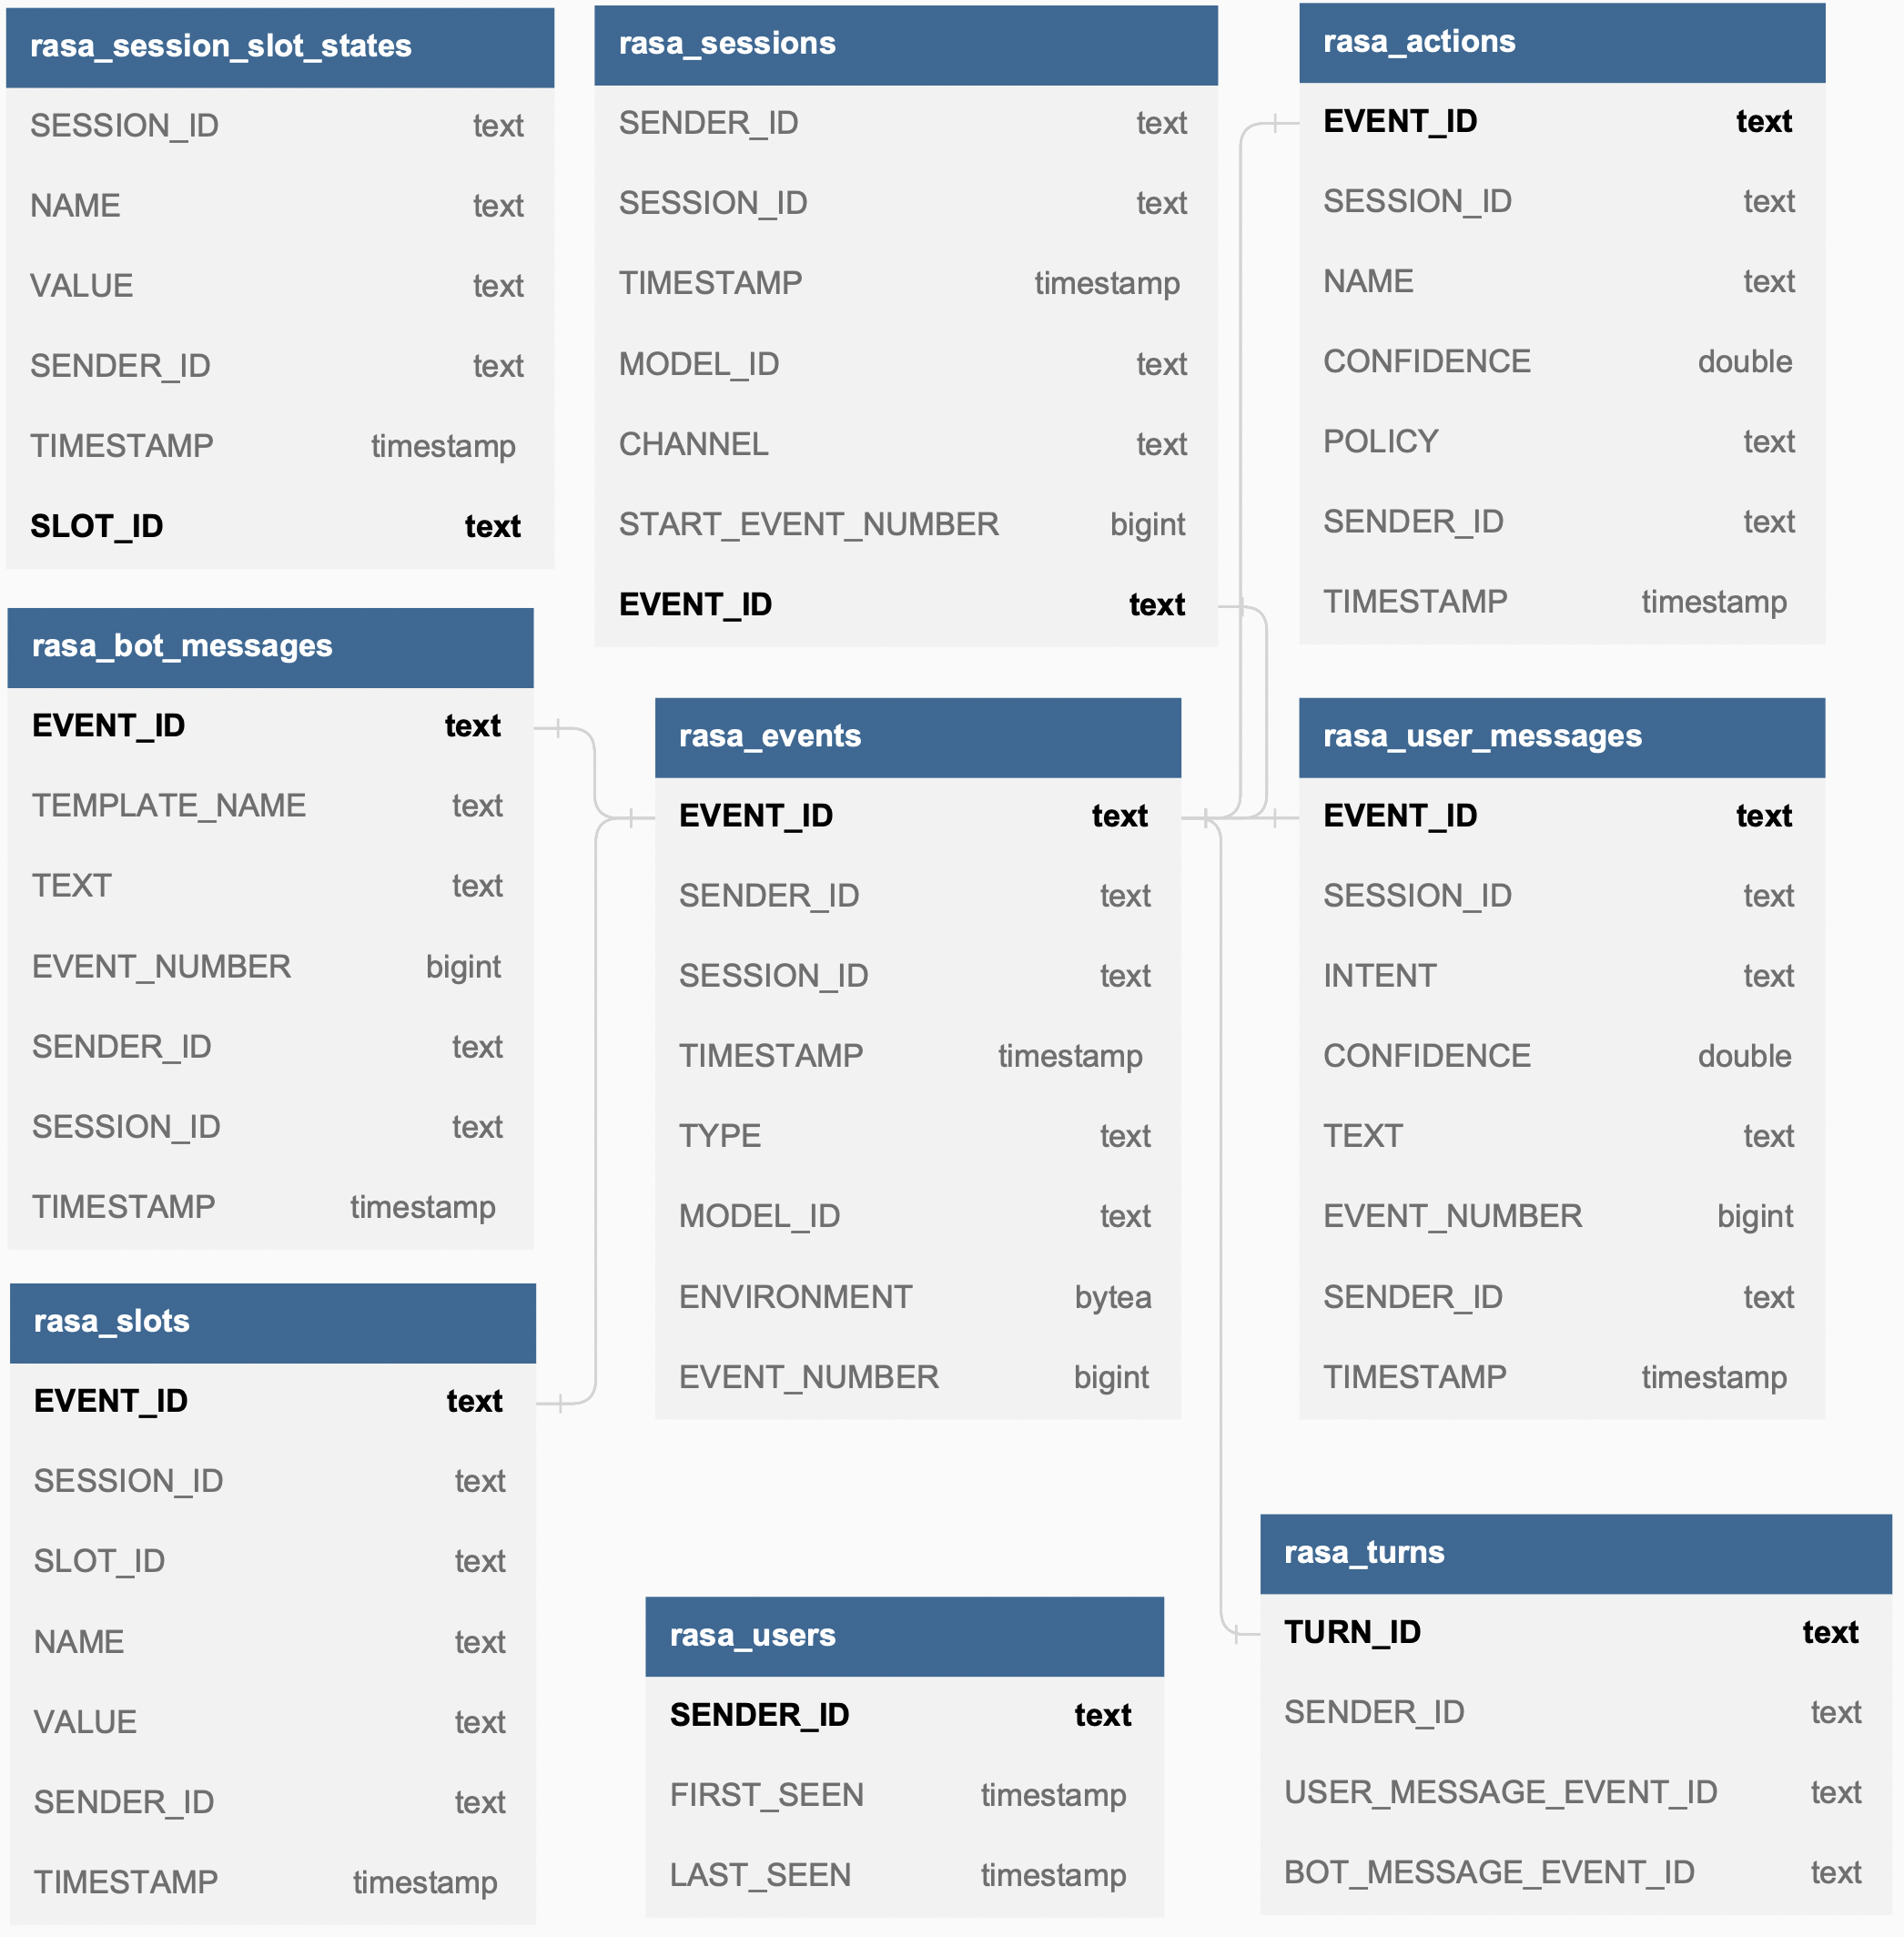 rasa_session_slot_states
SESSION_ID text
NAME text
VALUE text
SENDER_ID text
TIMESTAMP timestamp
SLOT_ID text
rasa_sessions
SENDER_ID text
SESSION_ID text
TIMESTAMP timestamp
MODEL_ID text
CHANNEL text
START_EVENT_NUMBER bigint
EVENT_ID text
rasa_actions
EVENT_ID text
SESSION_ID text
NAME text
CONFIDENCE double
POLICY text
SENDER_ID text
TIMESTAMP timestamp
rasa_bot_messages
EVENT_ID text
TEMPLATE_NAME text
TEXT text
EVENT_NUMBER bigint
SENDER_ID text
SESSION_ID text
TIMESTAMP timestamp
rasa_events
EVENT_ID text
SENDER_ID text
SESSION_ID text
TIMESTAMP timestamp
TYPE text
MODEL_ID text
ENVIRONMENT bytea
EVENT_NUMBER bigint
rasa_user_messages
EVENT_ID text
SESSION_ID text
INTENT text
CONFIDENCE double
TEXT text
EVENT_NUMBER bigint
SENDER_ID text
TIMESTAMP timestamp
rasa_slots
EVENT_ID text
SESSION_ID text
SLOT_ID text
NAME text
VALUE text
SENDER_ID text
TIMESTAMP timestamp
rasa_users
SENDER_ID text
FIRST_SEEN timestamp
LAST_SEEN timestamp
rasa_turns
TURN_ID text
SENDER_ID text
USER_MESSAGE_EVENT_ID text
BOT_MESSAGE_EVENT_ID text